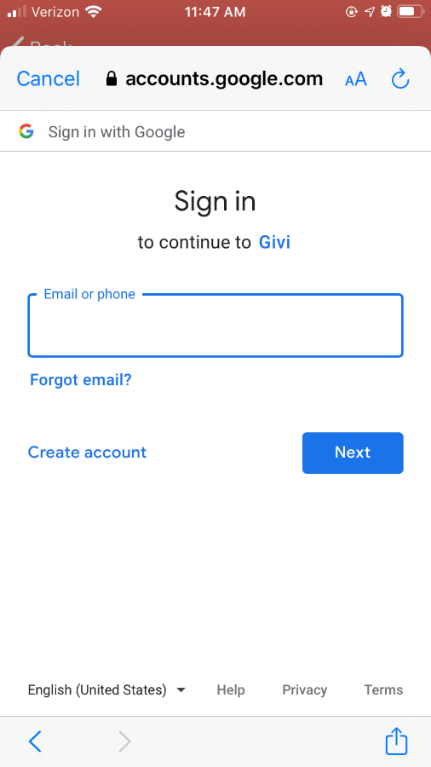 Verizon 11:47 AM
Back
Cancel accounts.google.com AA
G Sign in with Google
Sign in
to continue to Givi
Email or phone
Forgot email?
Create account Next
English (United States) Help Privacy Terms